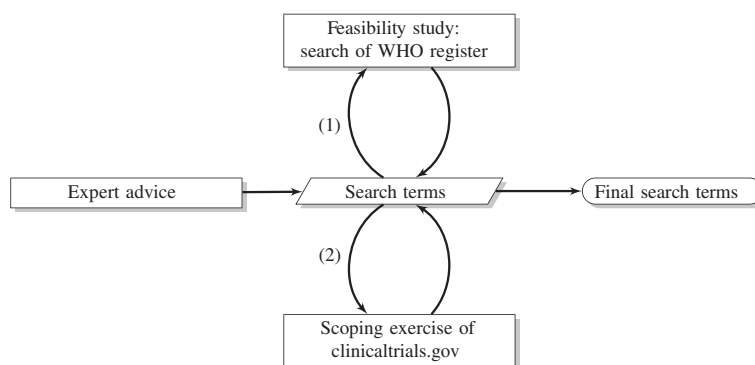 Feasibility study:
search of WHO register
(1)
Expert advice
Search terms
Final search terms
(2)
Scoping exercise of
clinicaltrials.gov